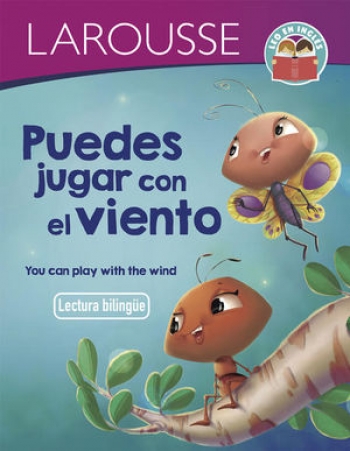 LAROUSSE
LEO EN INGLÉS
Puedes
jugar con
el viento
You can play with the wind
Lectura bilingüe